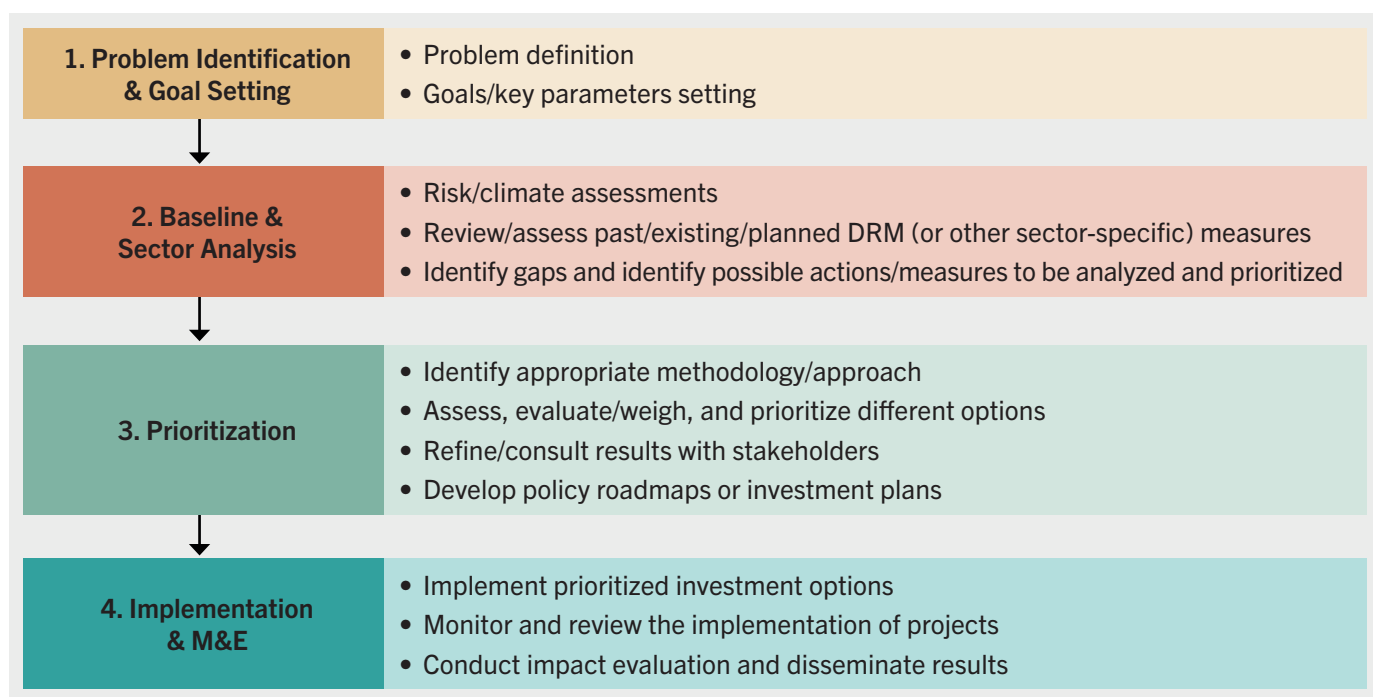 1. Problem Identification
& Goal Setting
• Problem definition
• Goals/key parameters setting
2. Baseline &
Sector Analysis
• Risk/climate assessments
• Review/assess past/existing/planned DRM (or other sector-specific) measures
• Identify gaps and identify possible actions/measures to be analyzed and prioritized
3. Prioritization
• Identify appropriate methodology/approach
• Assess, evaluate/weigh, and prioritize different options
• Refine/consult results with stakeholders
• Develop policy roadmaps or investment plans
4. Implementation
& M&E
• Implement prioritized investment options
• Monitor and review the implementation of projects
• Conduct impact evaluation and disseminate results